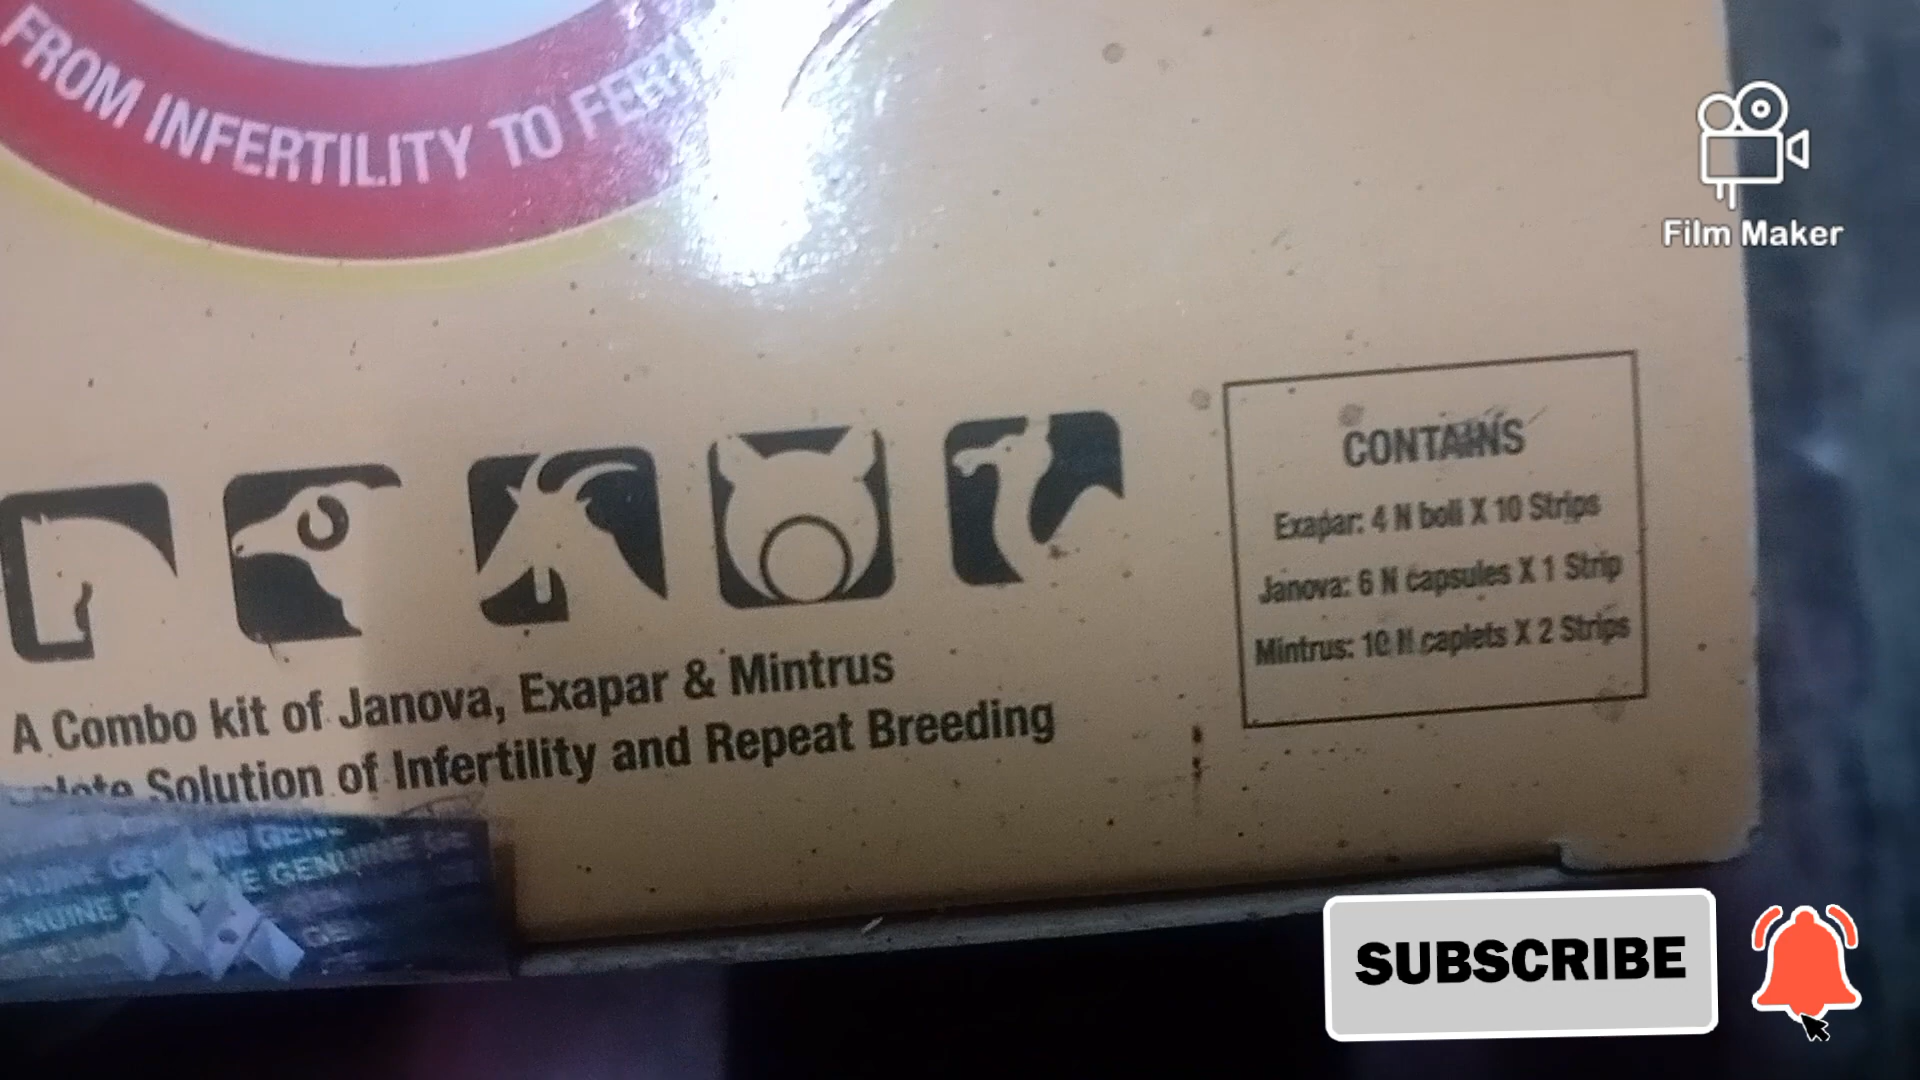 FROM INFERTILITY TO
Film Maker
CONTAINS
Exapar: 4 N boli X 10 Strips
Janova: 6 N capsules X 1 Strip
Mintrus: 10 N caplets X 2 Strips
A Combo kit of Janova, Exapar & Mintrus
Solution of Infertility and Repeat Breeding
GENUINE
GENUINE
SUBSCRIBE